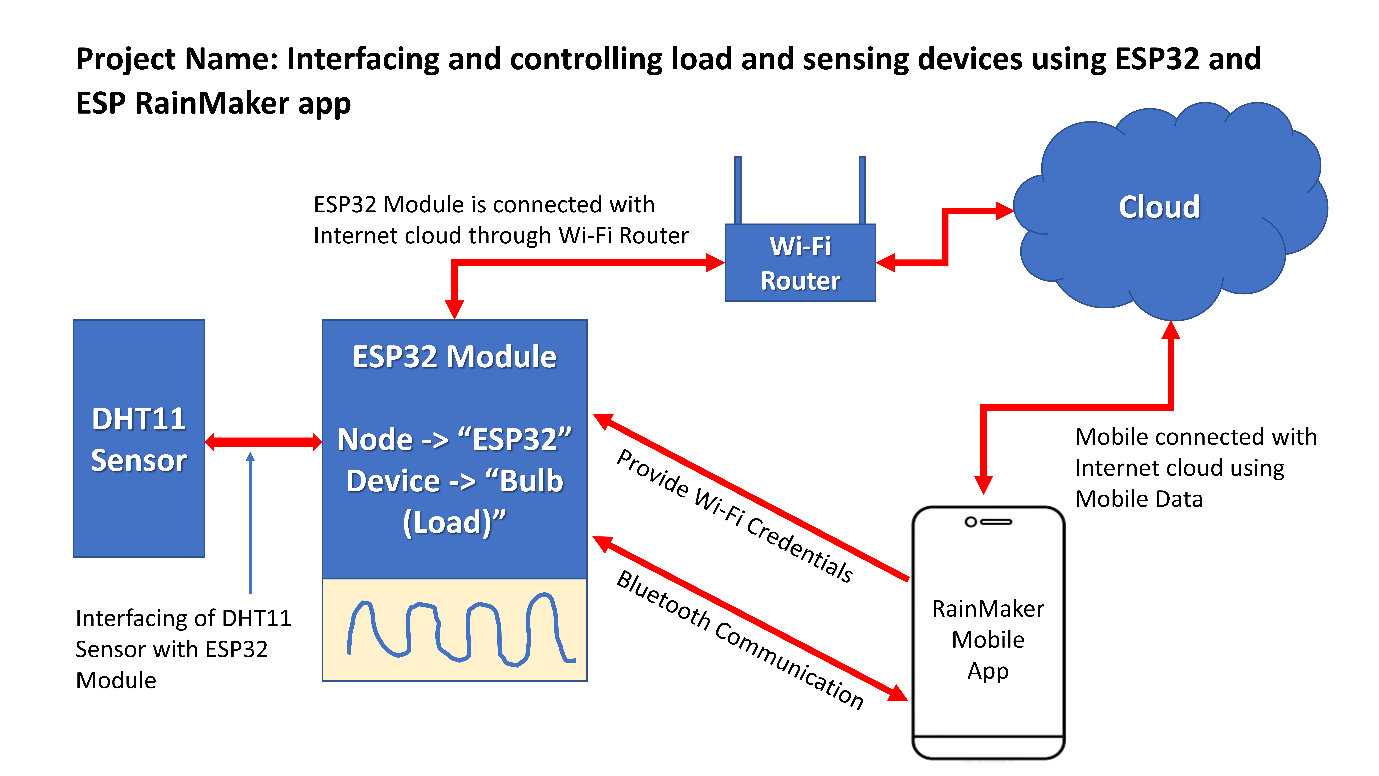 Project Name: Interfacing and controlling load and sensing devices using ESP32 and
ESP RainMaker app
ESP32 Module is connected with
Internet cloud through Wi-Fi Router
Wi-Fi
Router
Cloud
DHT11
Sensor
ESP32 Module
Node -> “ESP32”
Device -> “Bulb
(Load)”
Provide Wi-Fi Credentials
Bluetooth Communication
Mobile connected with
Internet cloud using
Mobile Data
RainMaker
Mobile
App
Interfacing of DHT11
Sensor with ESP32
Module